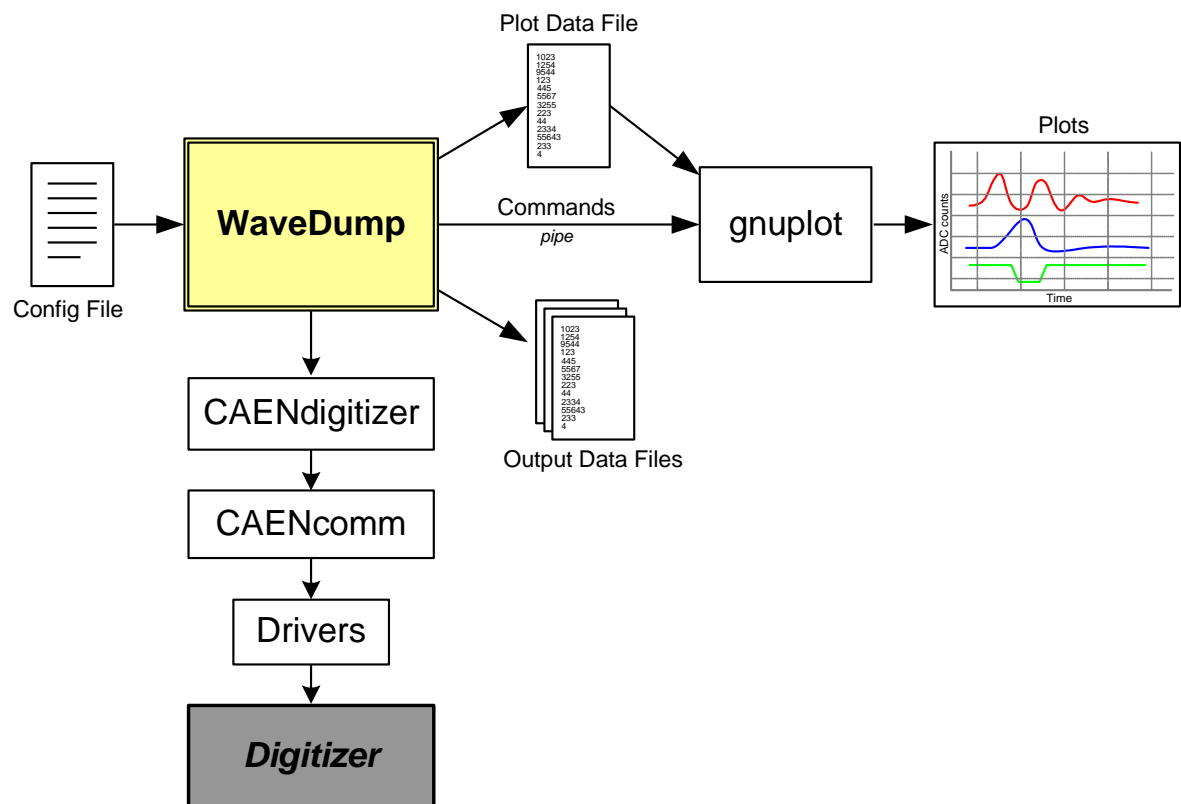 Plot Data File
1023
1254
9544
123
445
5567
3255
223
44
2334
55643
233
4
Plots
ADC counts
Time
Config File
WaveDump
Commands
pipe
gnuplot
1023
1254
9544
123
445
5567
3255
223
44
2334
55643
233
4
Output Data Files
CAENdigitizer
CAENcomm
Drivers
Digitizer